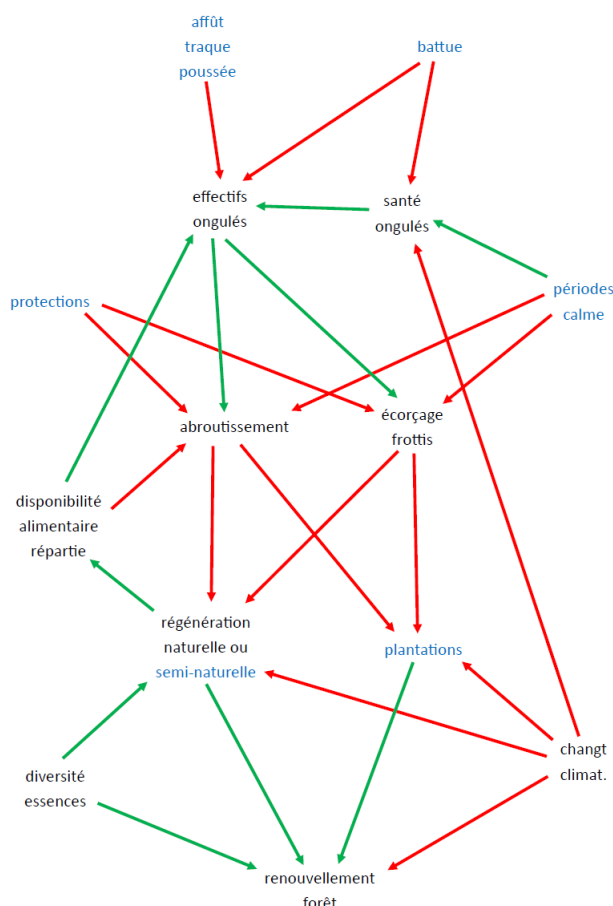 affût
traque
poussée
battue
effectifs
ongulés
santé
ongulés
protections
périodes
calme
abroutissement
écorçage
frottis
disponibilité
alimentaire
répartie
régénération
naturelle ou
semi-naturelle
plantations
diversité
essences
changt
climat.
renouvellement
forêt